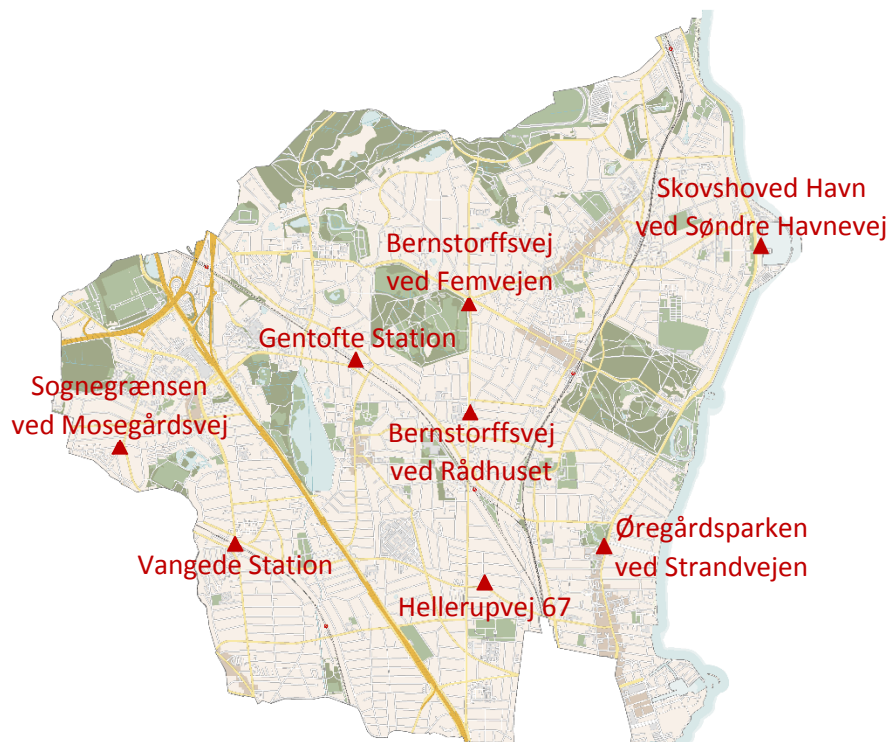 Skovshoved Havn
ved Søndre Havnevej
Bernstorffsvej
ved Femvejen
Gentofte Station
Sognegrænsen
ved Mosegårdsvej
Bernstorffsvej
ved Rådhuset
Øregårdsparken
ved Strandvejen
Vangede Station
Hellerupvej 67